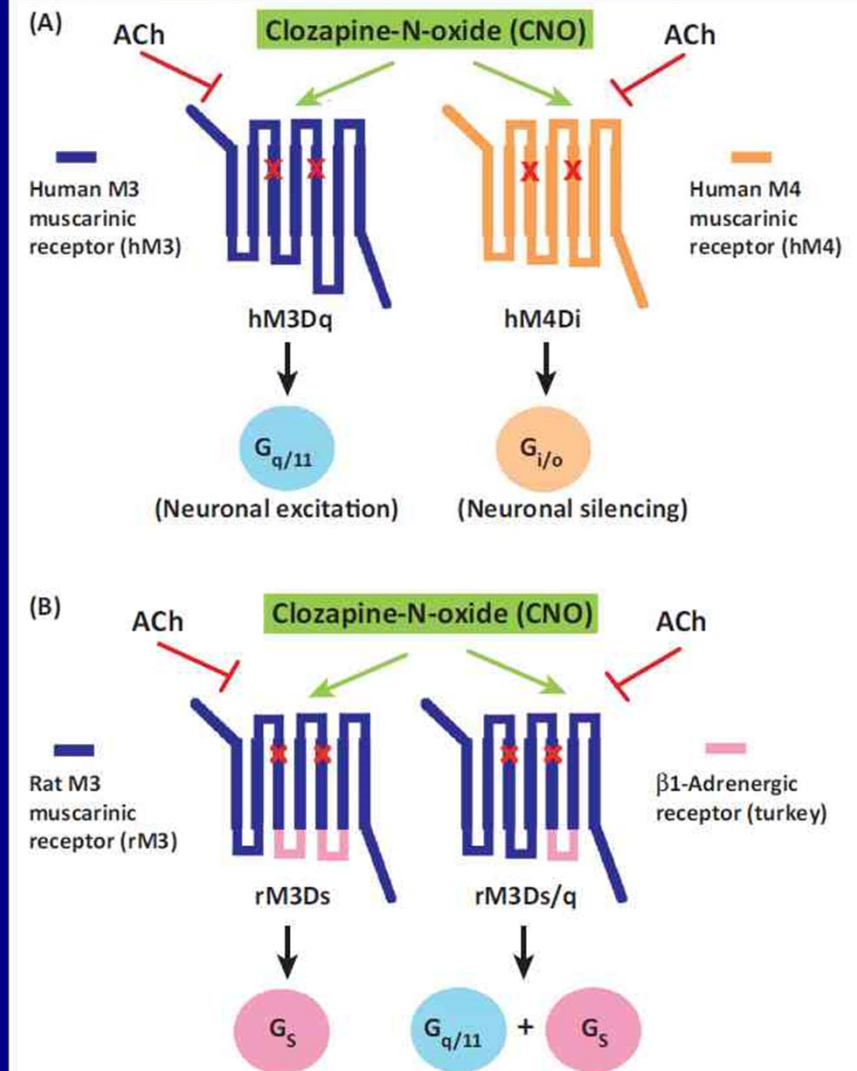 (A)
ACh
Clozapine-N-oxide (CNO)
ACh
Human M3
muscarinic
receptor (hM3)
X X
X X
Human M4
muscarinic
receptor (hM4)
hM3Dq
hM4Di
Gq/11
Gi/o
(Neuronal excitation)
(Neuronal silencing)
(B)
ACh
Clozapine-N-oxide (CNO)
ACh
Rat M3
muscarinic
receptor (rM3)
X X
X X
β1-Adrenergic
receptor (turkey)
rM3Ds
rM3Ds/q
GS
Gq/11 + GS